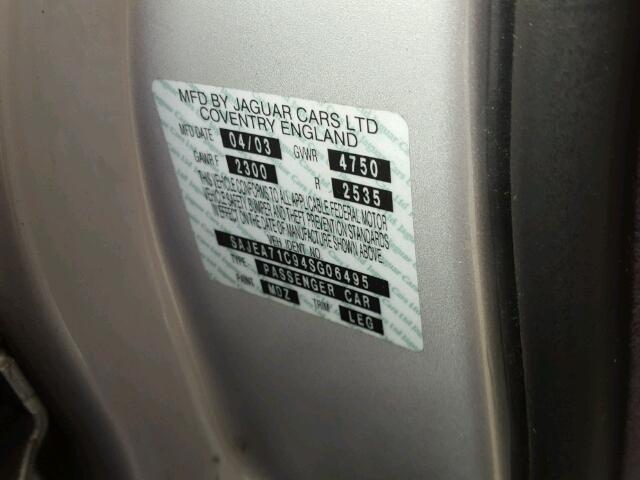 MFD BY JAGUAR CARS LTD
COVENTRY ENGLAND
MFD DATE 04/03 GVWR 4750
GAWR F 2300 R 2535
THIS VEHICLE CONFORMS TO ALL APPLICABLE FEDERAL MOTOR
VEHICLE SAFETY, BUMPER, AND THEFT PREVENTION STANDARDS
IN EFFECT ON THE DATE OF MANUFACTURE SHOWN ABOVE.
VEH. IDENT NO.
SAJEA71C94SG06495
TYPE PASSENGER CAR
PAINT MDZ TRIM LEG